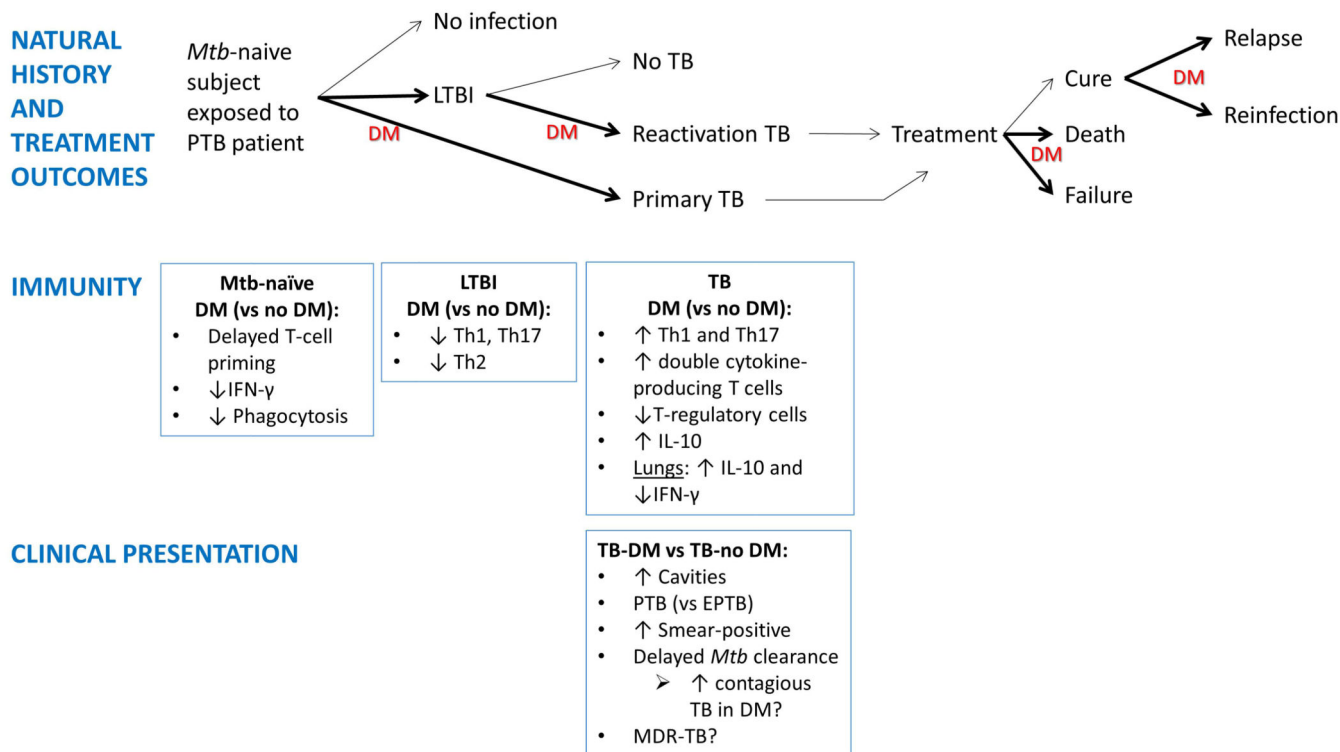 NATURAL
HISTORY
AND
TREATMENT
OUTCOMES
Mtb-naive
subject
exposed to
PTB patient
No infection
LTBI
DM
No TB
DM
Reactivation TB
Primary TB
Treatment
Cure
DM
Death
Failure
Relapse
DM
Reinfection
IMMUNITY
Mtb-naïve
DM (vs no DM):
• Delayed T-cell
priming
• ↓IFN-γ
• ↓ Phagocytosis
LTBI
DM (vs no DM):
• ↓ Th1, Th17
• ↓ Th2
TB
DM (vs no DM):
• ↑ Th1 and Th17
• ↑ double cytokine-
producing T cells
• ↓T-regulatory cells
• ↑ IL-10
• Lungs: ↑ IL-10 and
↓IFN-γ
CLINICAL PRESENTATION
TB-DM vs TB-no DM:
• ↑ Cavities
• PTB (vs EPTB)
• ↑ Smear-positive
• Delayed Mtb clearance
➢ ↑ contagious
TB in DM?
• MDR-TB?